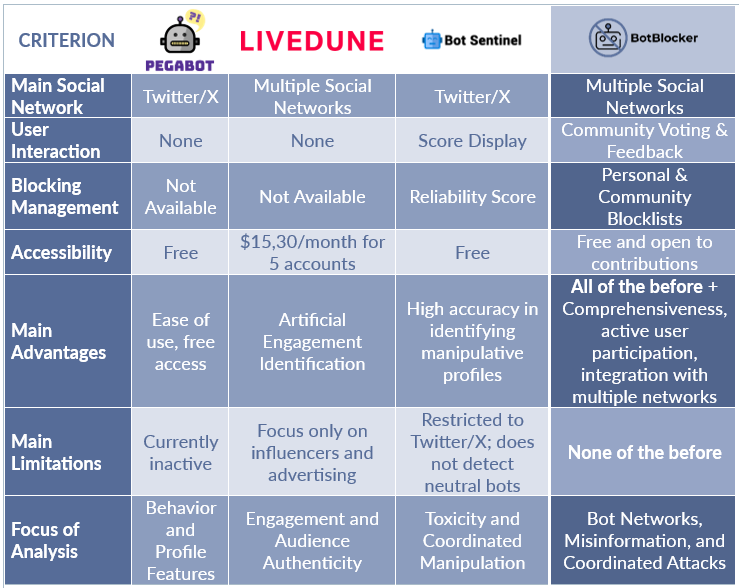 CRITERION
?!
PEGABOT
LIVEDUNE
Bot Sentinel
BotBlocker
Main Social
Network
Twitter/X
Multiple Social
Networks
Twitter/X
Multiple Social
Networks
User
Interaction
None
None
Score Display
Community Voting &
Feedback
Blocking
Management
Not
Available
Not Available
Reliability Score
Personal &
Community
Blocklists
Accessibility
Free
$15,30/month for
5 accounts
Free
Free and open to
contributions
Main
Advantages
Ease of
use, free
access
Artificial
Engagement
Identification
High accuracy in
identifying
manipulative
profiles
All of the before +
Comprehensiveness,
active user
participation,
integration with
multiple networks
Main
Limitations
Currently
inactive
Focus only on
influencers and
advertising
Restricted to
Twitter/X; does
not detect
neutral bots
None of the before
Focus of
Analysis
Behavior
and
Profile
Features
Engagement and
Audience
Authenticity
Toxicity and
Coordinated
Manipulation
Bot Networks,
Misinformation, and
Coordinated Attacks